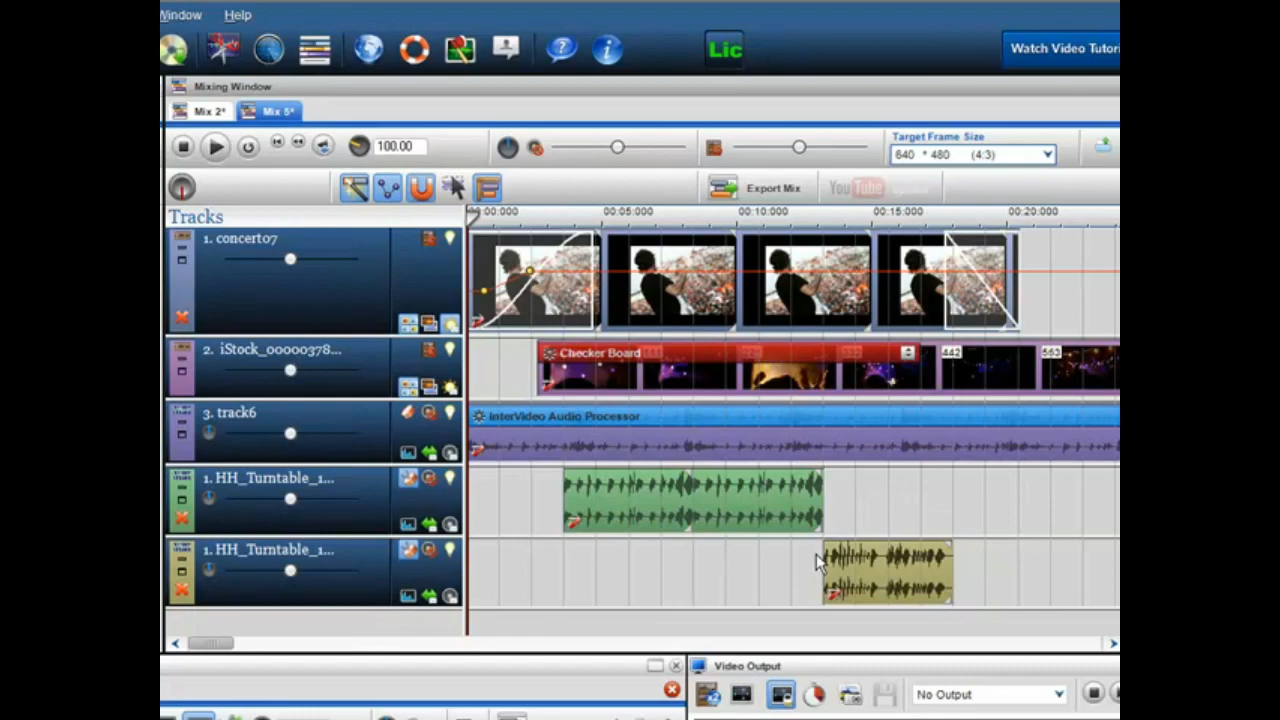 Window Help
Lic
Watch Video Tutori
Mixing Window
Mix 2* Mix 5*
100.00
Target Frame Size
640 * 480 (4:3)
Export Mix
YouTube
Tracks
00:00:000 00:05:000 00:10:000 00:15:000 00:20:000
1. concert07
2. iStock_00000378...
Checker Board
442 553
3. track6
InterVideo Audio Processor
1. HH_Turntable_1...
1. HH_Turntable_1...
Video Output
No Output